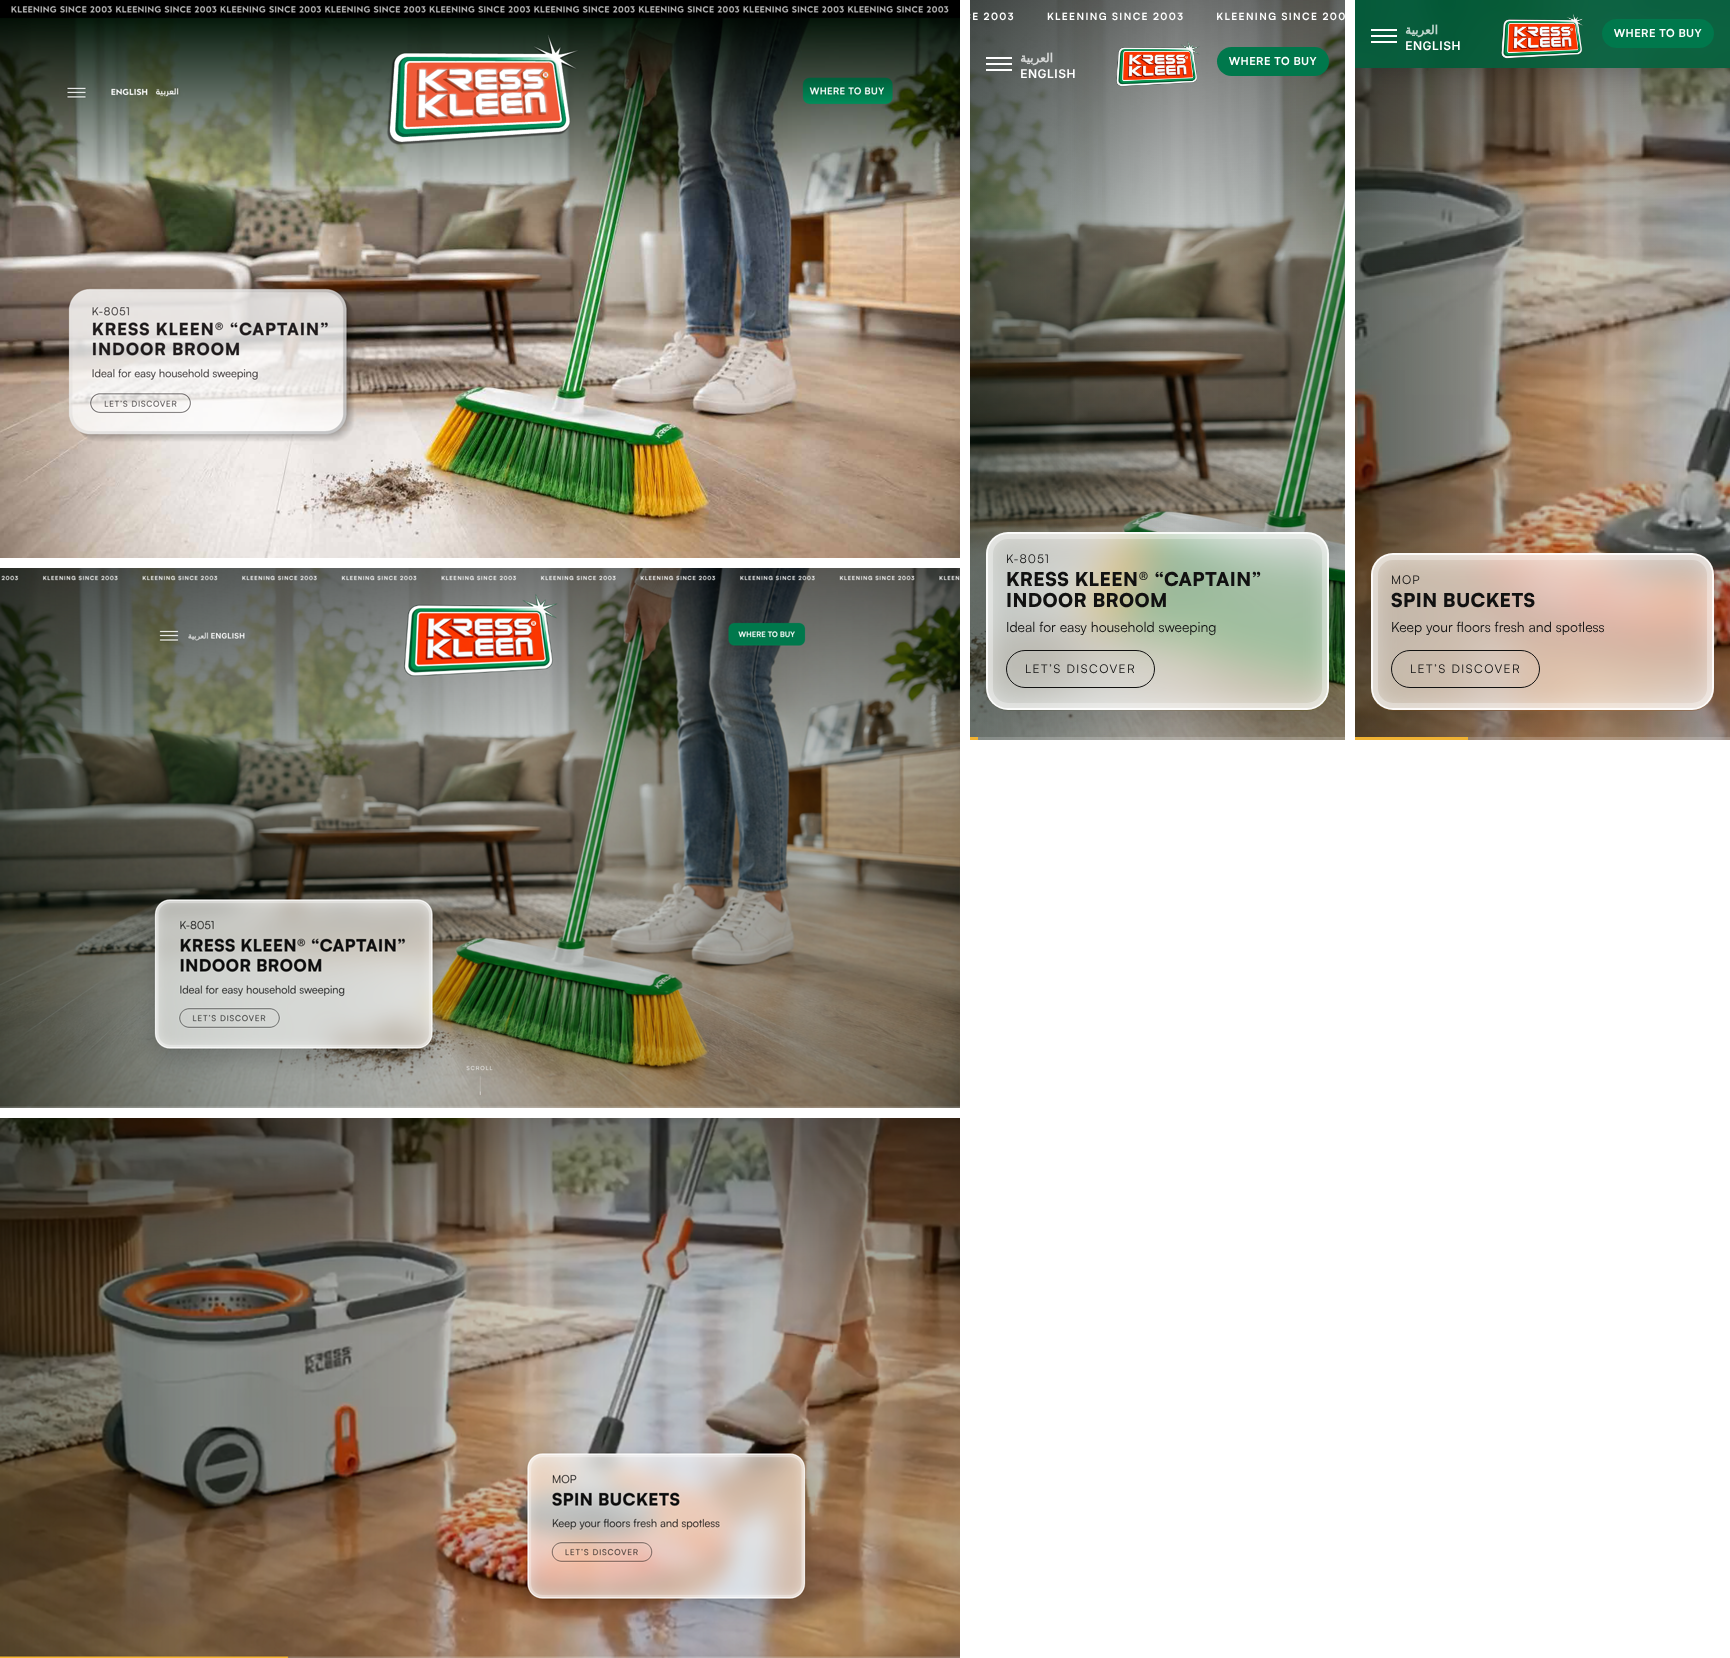 KLEENING SINCE 2003 KLEENING SINCE 2003 KLEENING SINCE 2003 KLEENING SINCE 2003 KLEENING SINCE 2003 KLEENING SINCE 2003 KLEENING SINCE 2003 KLEENING SINCE 2003 KLEENING SINCE 2003
KRESS
KLEEN
ENGLISH العربية
WHERE TO BUY
K-8051
KRESS KLEEN® “CAPTAIN”
INDOOR BROOM
Ideal for easy household sweeping
LET'S DISCOVER
KRESS
2003 KLEENING SINCE 2003 KLEENING SINCE 2003 KLEENING SINCE 2003 KLEENING SINCE 2003 KLEENING SINCE 2003 KLEENING SINCE 2003 KLEENING SINCE 2003 KLEENING SINCE 2003 KLEENING SINCE 2003 KLEEN
KRESS
KLEEN
العربية ENGLISH
WHERE TO BUY
K-8051
KRESS KLEEN® “CAPTAIN”
INDOOR BROOM
Ideal for easy household sweeping
LET'S DISCOVER
KRESS
SCROLL
KRESS
KLEEN
MOP
SPIN BUCKETS
Keep your floors fresh and spotless
LET'S DISCOVER
E 2003 KLEENING SINCE 2003 KLEENING SINCE 200
العربية
ENGLISH
KRESS
KLEEN
WHERE TO BUY
K-8051
KRESS KLEEN® “CAPTAIN”
INDOOR BROOM
Ideal for easy household sweeping
LET'S DISCOVER
العربية
ENGLISH
KRESS
KLEEN
WHERE TO BUY
MOP
SPIN BUCKETS
Keep your floors fresh and spotless
LET'S DISCOVER